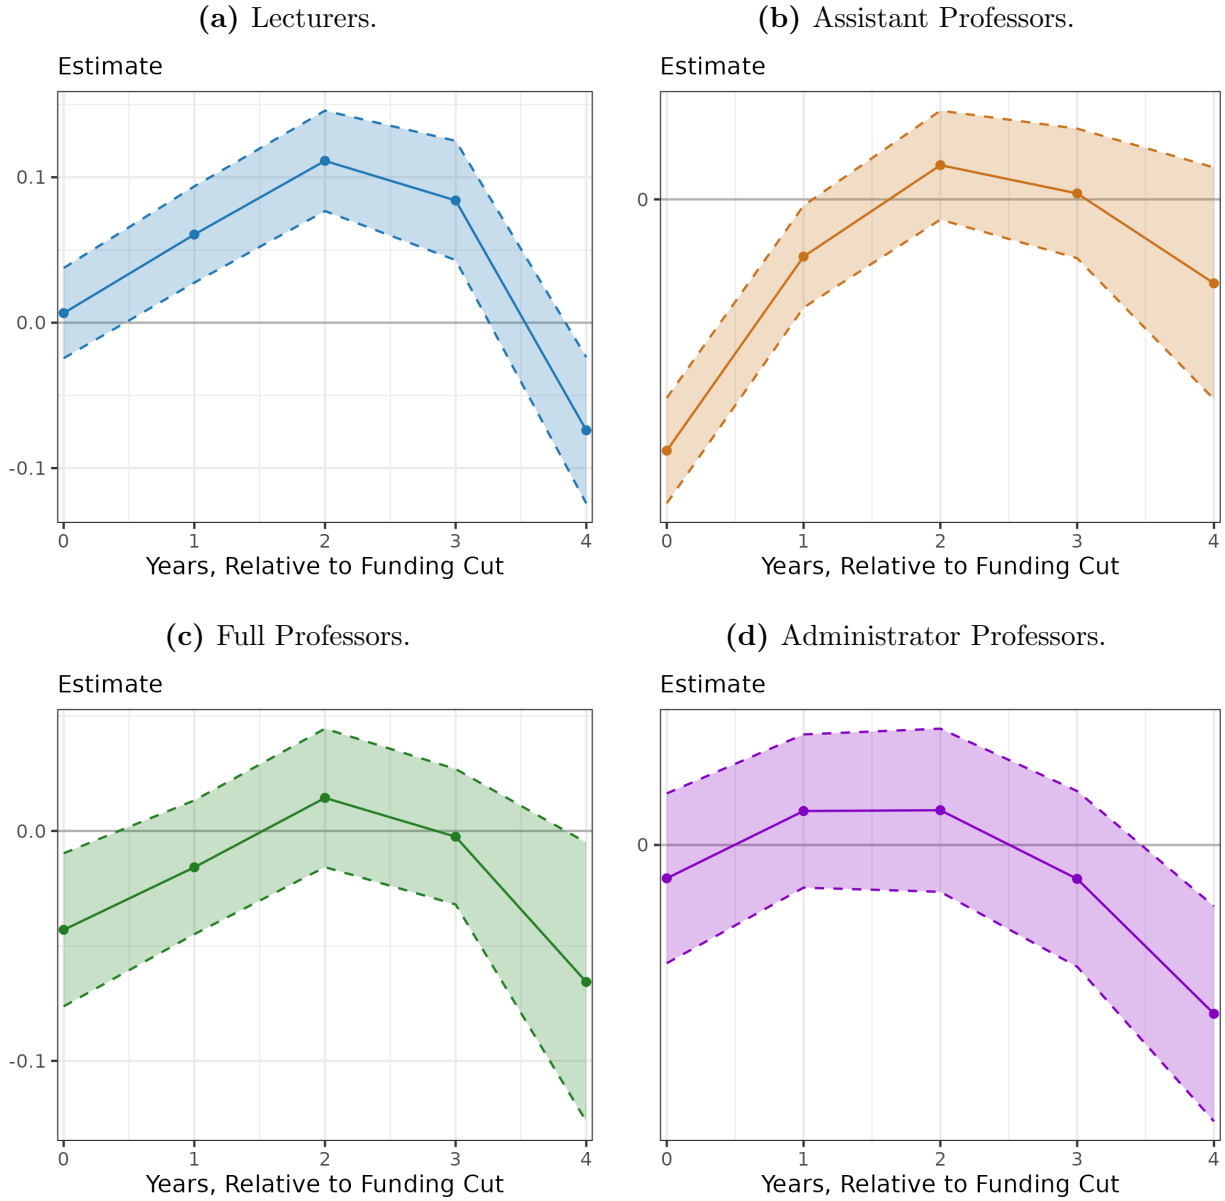 (a) Lecturers.
Estimate
0.1
0.0
-0.1
0 1 2 3 4
Years, Relative to Funding Cut
(b) Assistant Professors.
Estimate
0
0 1 2 3 4
Years, Relative to Funding Cut
(c) Full Professors.
Estimate
0.0
-0.1
0 1 2 3 4
Years, Relative to Funding Cut
(d) Administrator Professors.
Estimate
0
0 1 2 3 4
Years, Relative to Funding Cut